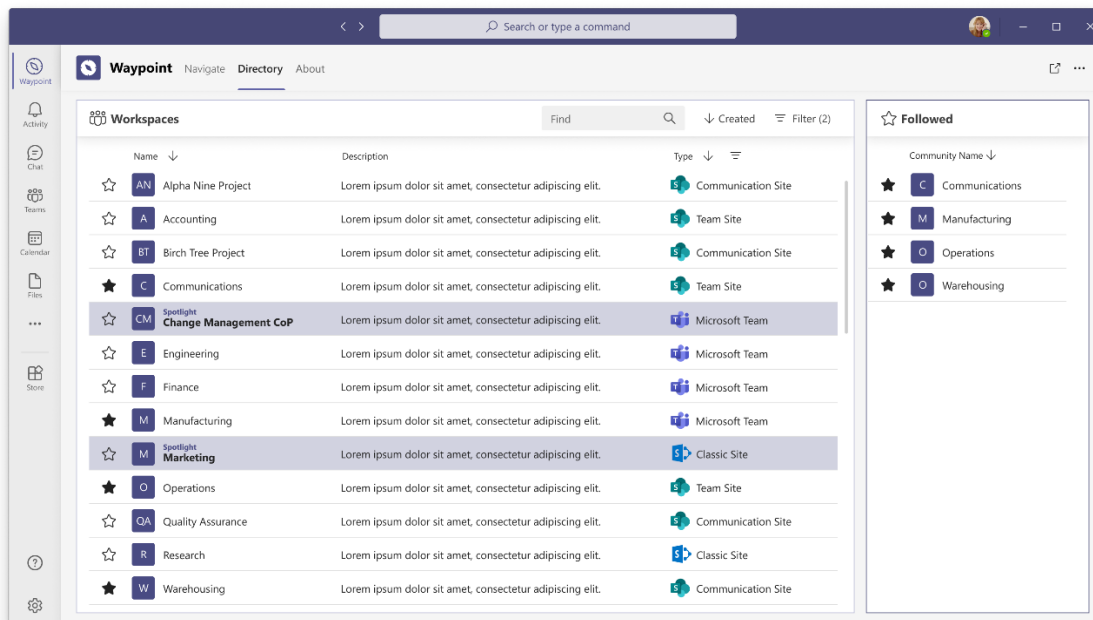 Search or type a command
Waypoint
Activity
Chat
Teams
Calendar
Files
Store
Waypoint Navigate Directory About
Workspaces Find Created Filter (2)
Name Description Type
AN Alpha Nine Project Lorem ipsum dolor sit amet, consectetur adipiscing elit. Communication Site
A Accounting Lorem ipsum dolor sit amet, consectetur adipiscing elit. Team Site
BT Birch Tree Project Lorem ipsum dolor sit amet, consectetur adipiscing elit. Communication Site
C Communications Lorem ipsum dolor sit amet, consectetur adipiscing elit. Team Site
Spotlight
CM Change Management CoP Lorem ipsum dolor sit amet, consectetur adipiscing elit. Microsoft Team
E Engineering Lorem ipsum dolor sit amet, consectetur adipiscing elit. Microsoft Team
F Finance Lorem ipsum dolor sit amet, consectetur adipiscing elit. Microsoft Team
M Manufacturing Lorem ipsum dolor sit amet, consectetur adipiscing elit. Microsoft Team
Spotlight
M Marketing Lorem ipsum dolor sit amet, consectetur adipiscing elit. Classic Site
O Operations Lorem ipsum dolor sit amet, consectetur adipiscing elit. Team Site
QA Quality Assurance Lorem ipsum dolor sit amet, consectetur adipiscing elit. Communication Site
R Research Lorem ipsum dolor sit amet, consectetur adipiscing elit. Classic Site
W Warehousing Lorem ipsum dolor sit amet, consectetur adipiscing elit. Communication Site
Followed
Community Name
C Communications
M Manufacturing
O Operations
O Warehousing